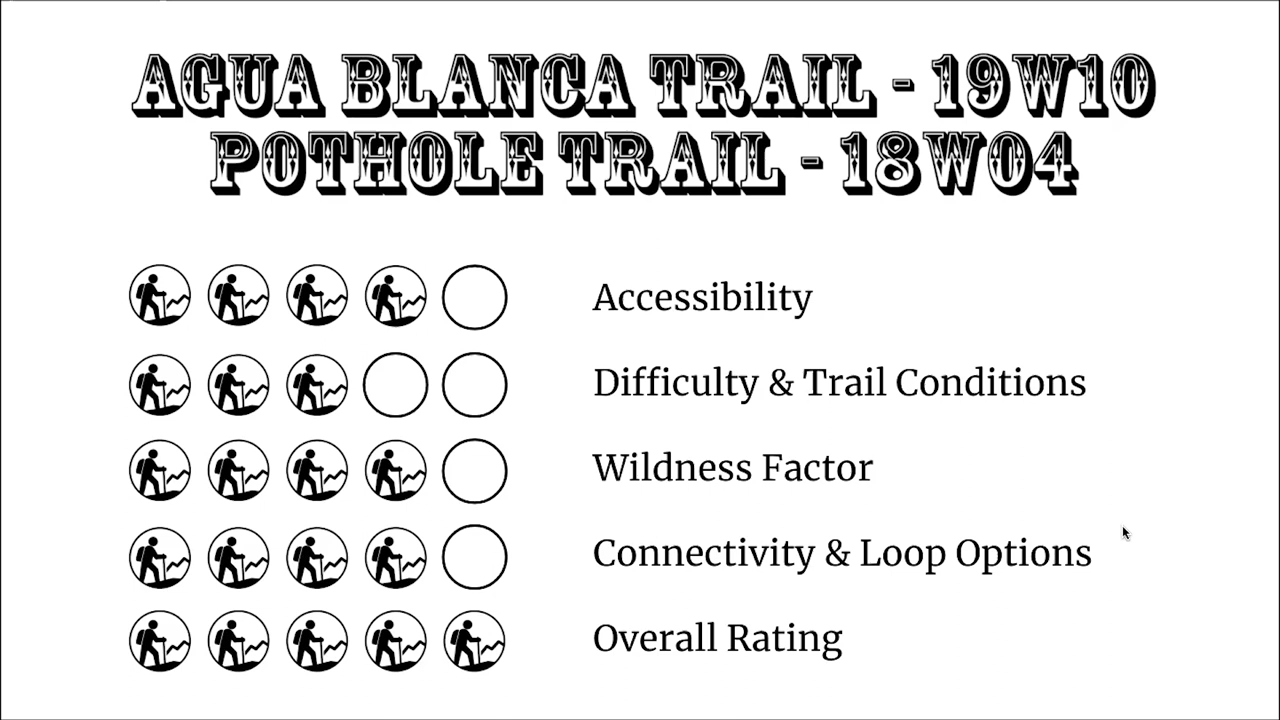 AGUA BLANCA TRAIL - 19W10
POTHOLE TRAIL - 18W04
Accessibility
Difficulty & Trail Conditions
Wildness Factor
Connectivity & Loop Options
Overall Rating